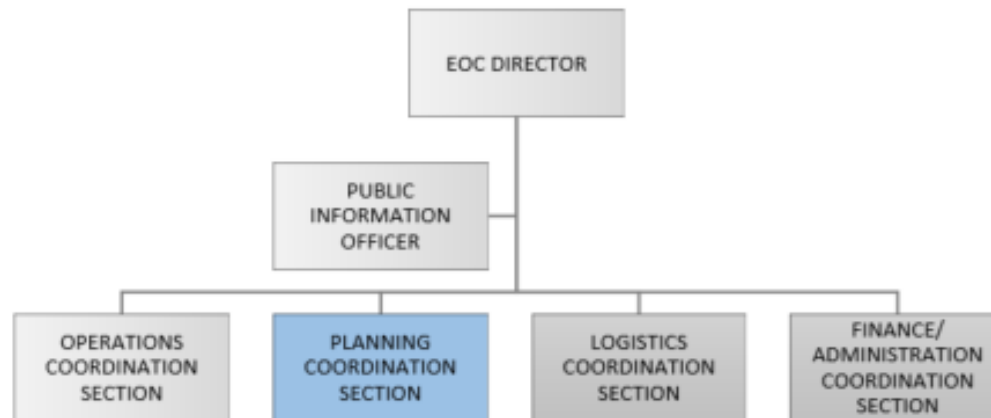 EOC DIRECTOR
PUBLIC
INFORMATION
OFFICER
OPERATIONS
COORDINATION
SECTION
PLANNING
COORDINATION
SECTION
LOGISTICS
COORDINATION
SECTION
FINANCE/
ADMINISTRATION
COORDINATION
SECTION